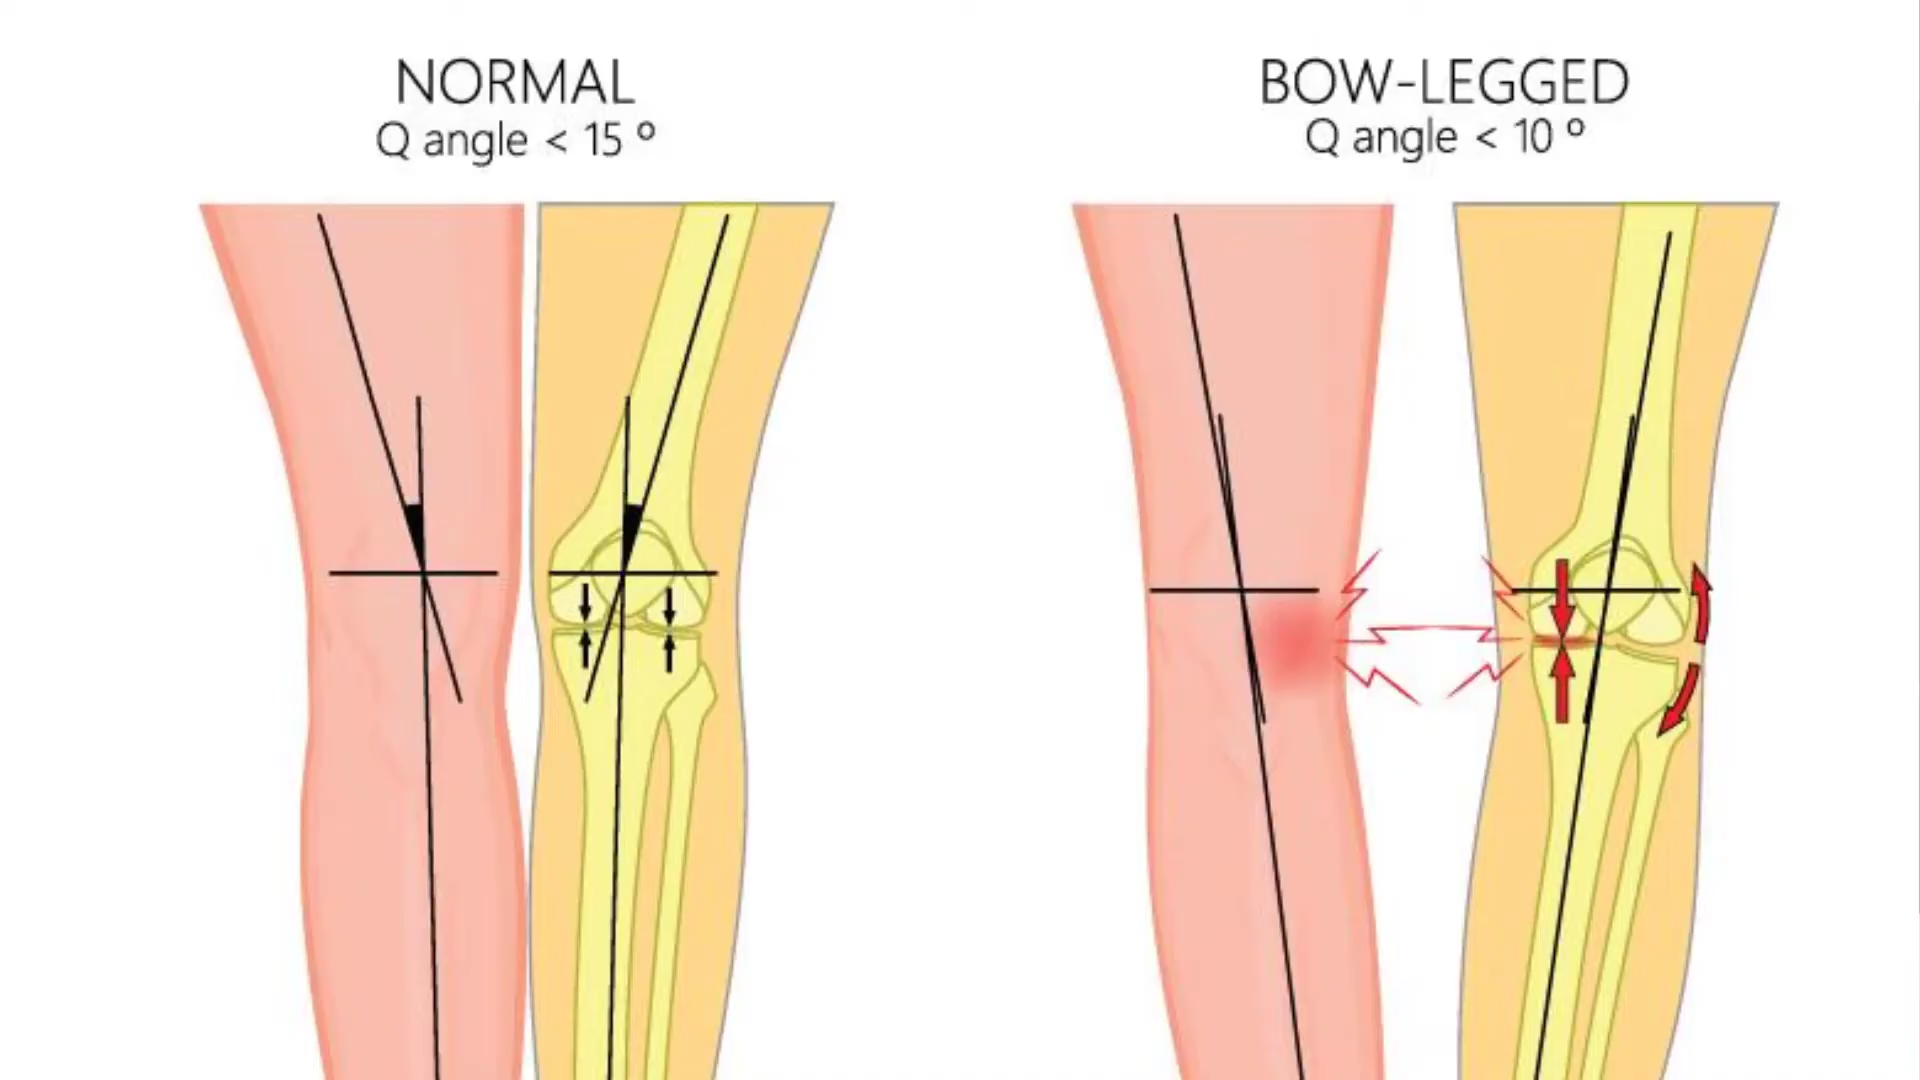 NORMAL
Q angle < 15 º
BOW-LEGGED
Q angle < 10 º